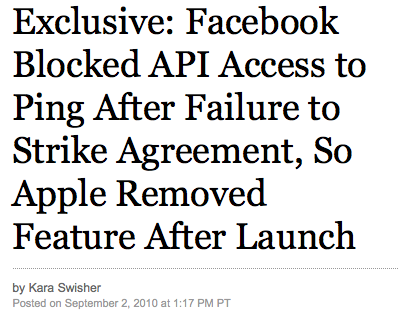 Exclusive: Facebook
Blocked API Access to
Ping After Failure to
Strike Agreement, So
Apple Removed
Feature After Launch
by Kara Swisher
Posted on September 2, 2010 at 1:17 PM PT